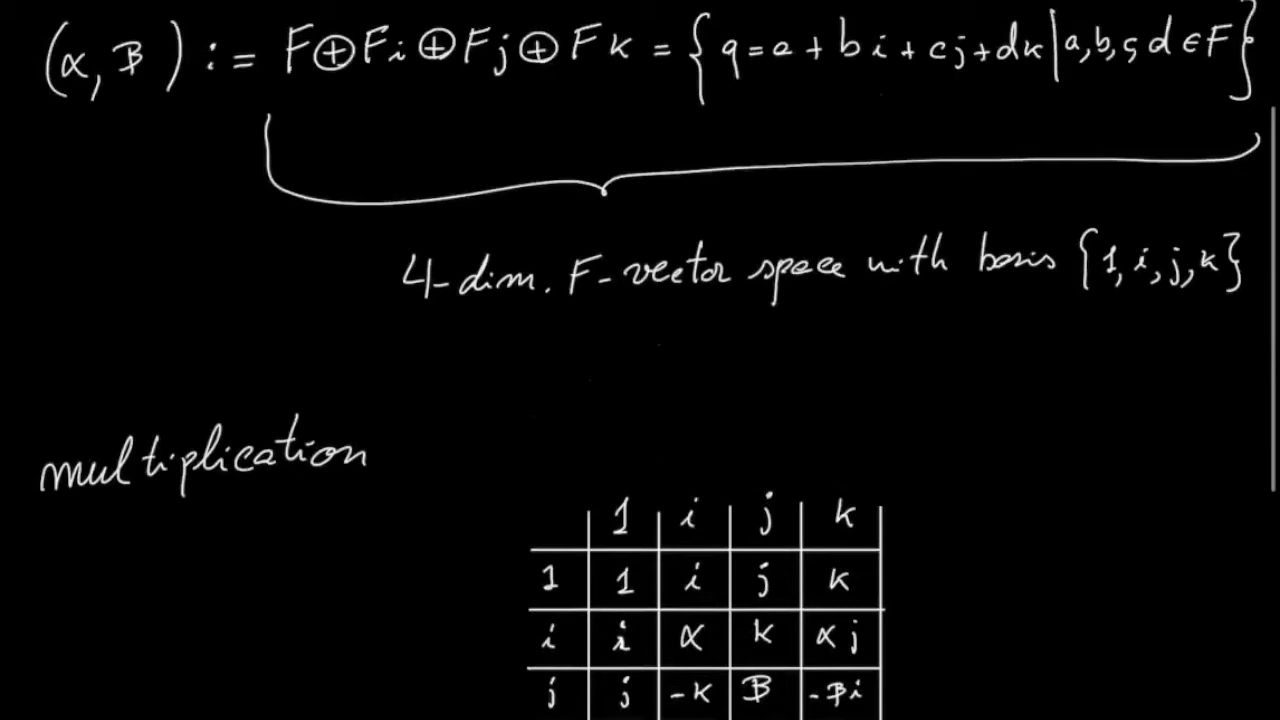 (α, β) := F⊕Fi⊕Fj⊕Fk = {q=a+bi+cj+dk|a,b,c,d∈F}
4-dim. F-vector space with basis {1,i,j,k}
multiplication
1 i j k
1 1 i j k
i i α k αj
j j -k β -βi